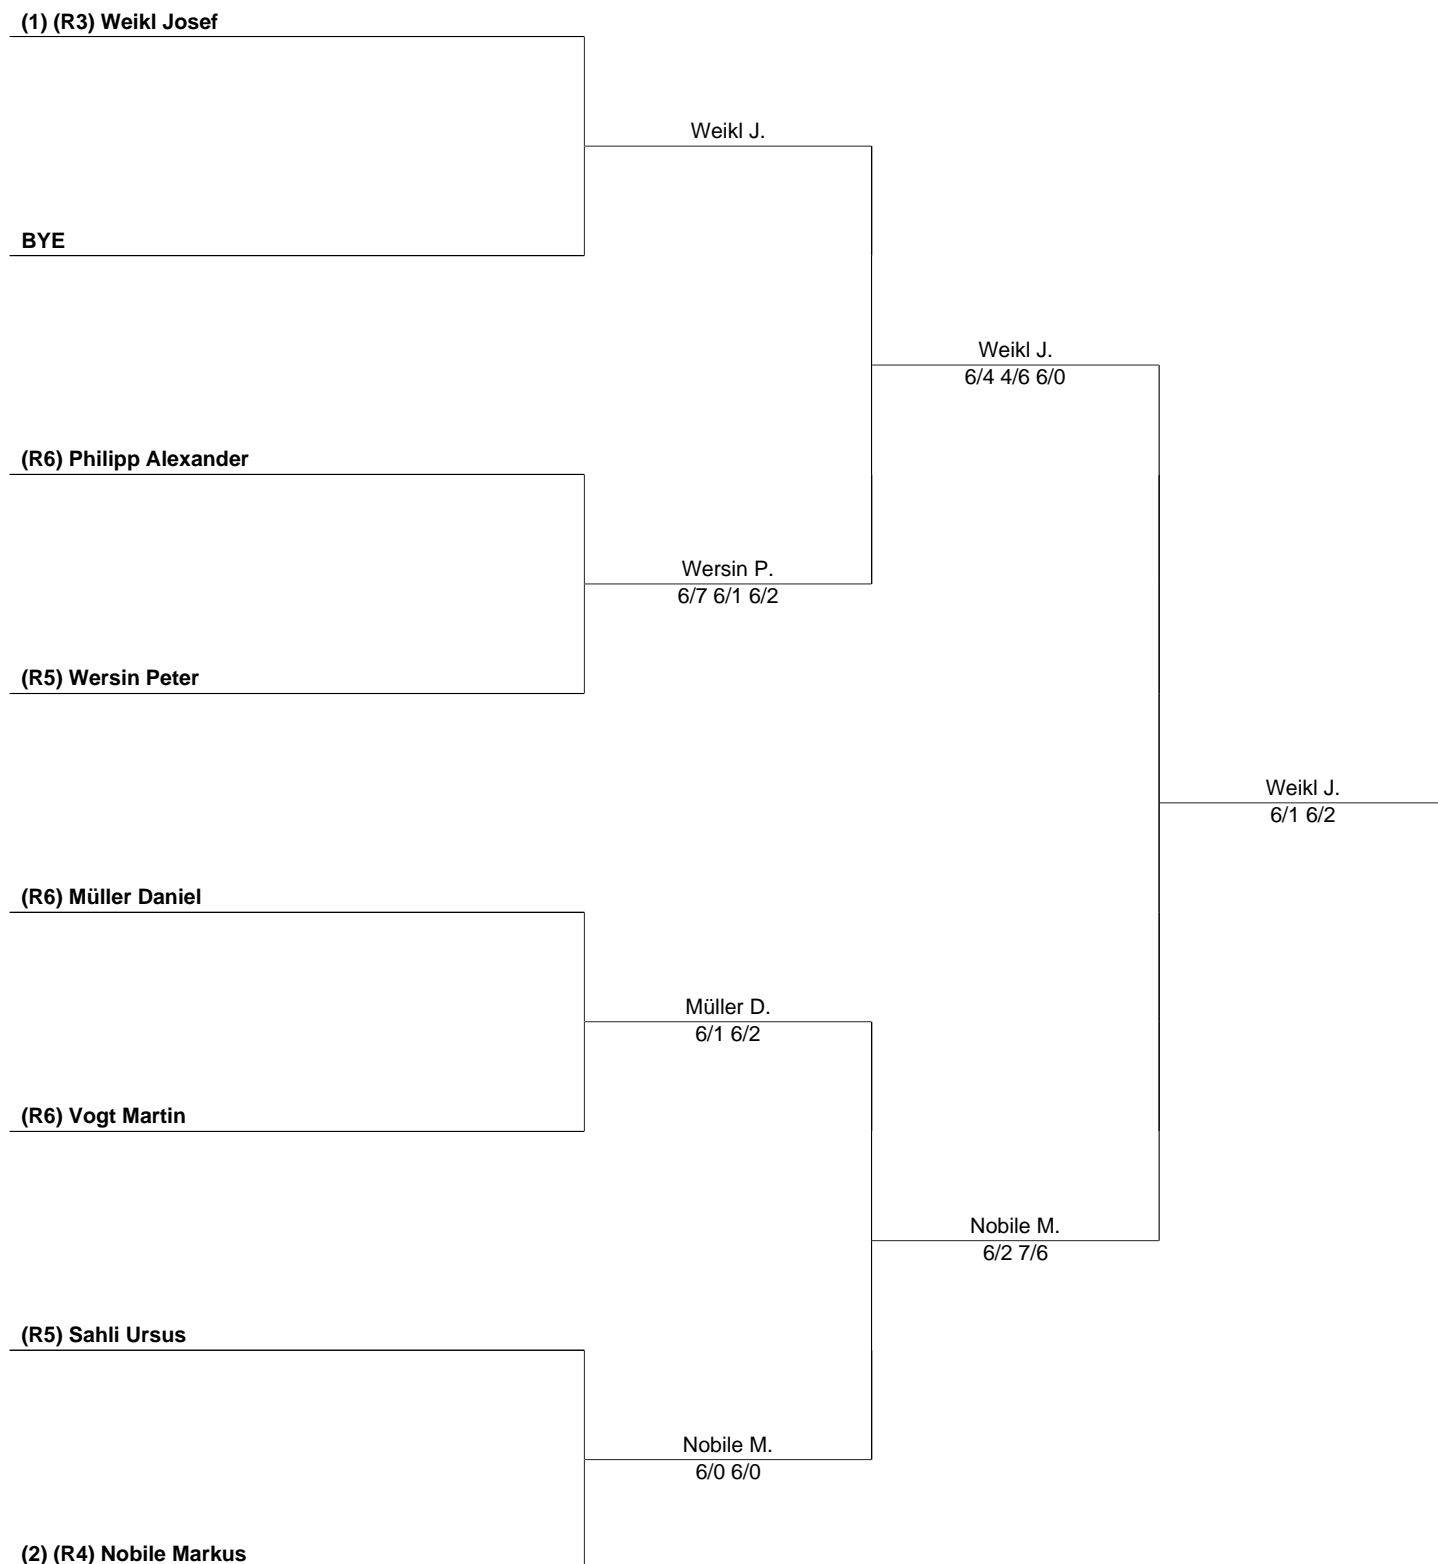 (1) (R3) Weikl Josef
Weikl J.
BYE
Weikl J.
6/4 4/6 6/0
(R6) Philipp Alexander
Wersin P.
6/7 6/1 6/2
(R5) Wersin Peter
Weikl J.
6/1 6/2
(R6) Müller Daniel
Müller D.
6/1 6/2
(R6) Vogt Martin
Nobile M.
6/2 7/6
(R5) Sahli Ursus
Nobile M.
6/0 6/0
(2) (R4) Nobile Markus